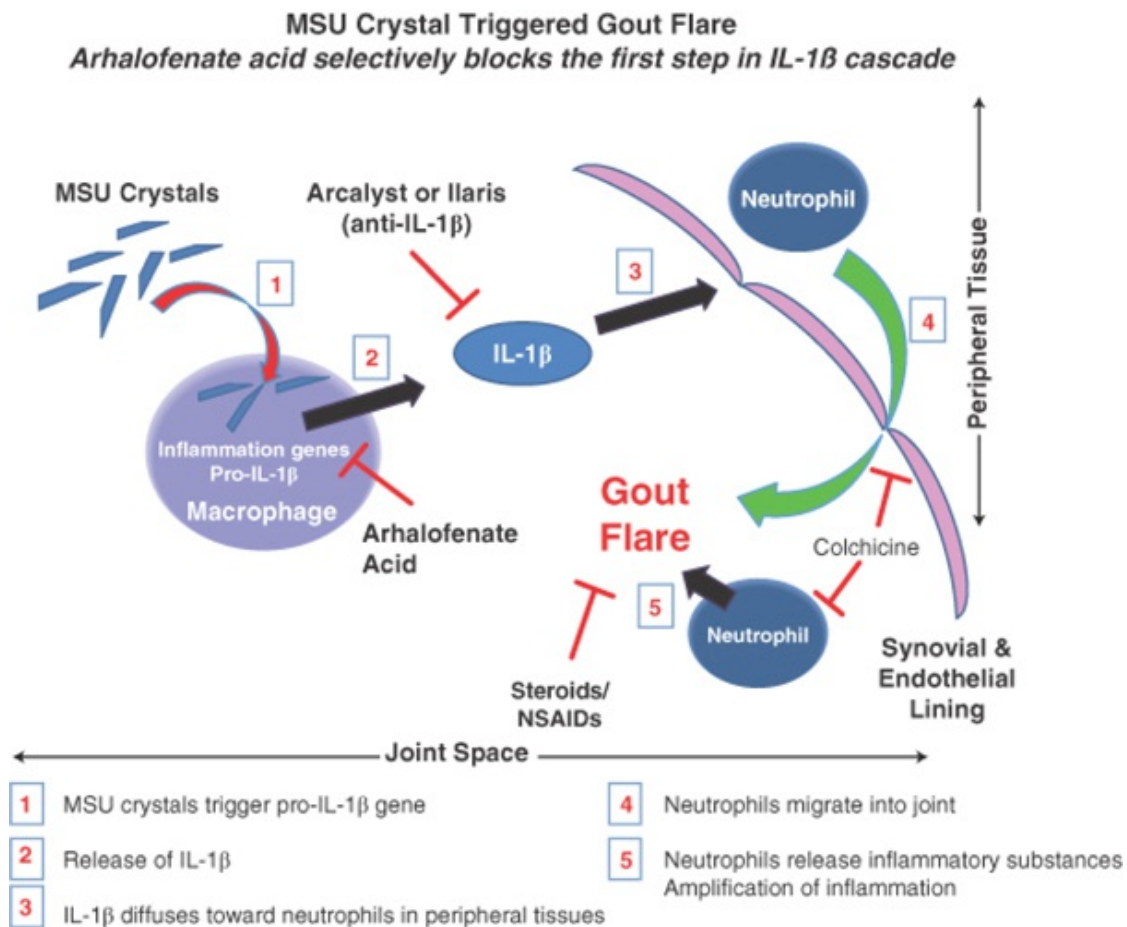 MSU Crystal Triggered Gout Flare
Arhalofenate acid selectively blocks the first step in IL-1ß cascade
MSU Crystals
Arcalyst or Ilaris
(anti-IL-1β)
Neutrophil
1
3
4
2
IL-1β
Peripheral Tissue
Inflammation genes
Pro-IL-1β
Macrophage
Arhalofenate
Acid
Gout
Flare
Colchicine
5
Neutrophil
Steroids/
NSAIDs
Synovial &
Endothelial
Lining
Joint Space
1 MSU crystals trigger pro-IL-1β gene
2 Release of IL-1β
3 IL-1β diffuses toward neutrophils in peripheral tissues
4 Neutrophils migrate into joint
5 Neutrophils release inflammatory substances
Amplification of inflammation